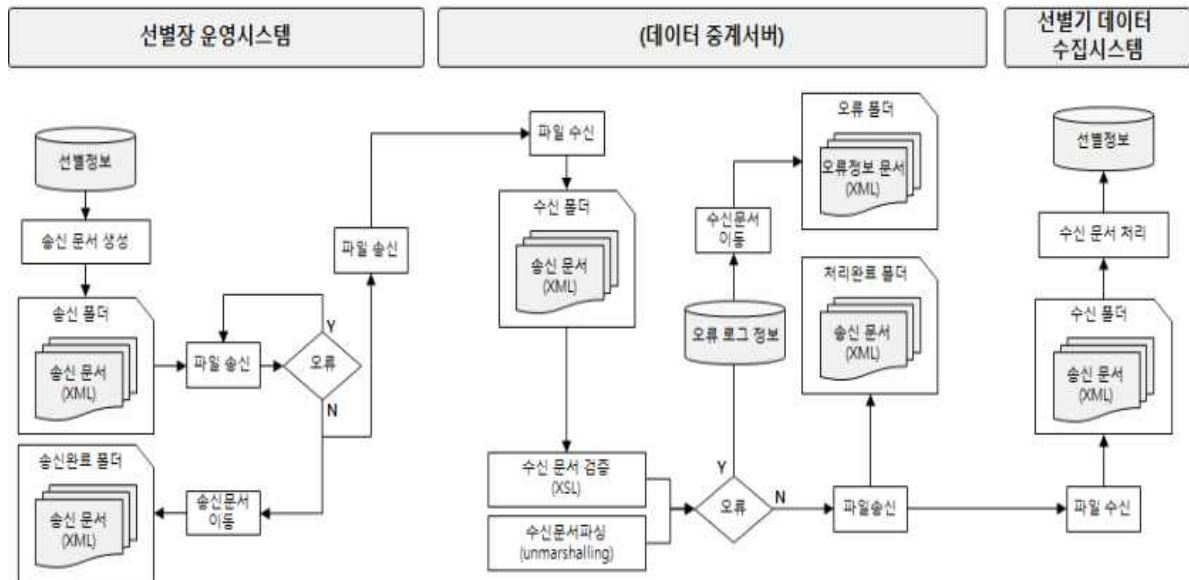 선별장 운영시스템
(데이터 중계서버)
선별기 데이터
수집시스템
선별정보
송신 문서 생성
송신 폴더
송신 문서
(XML)
파일 송신
오류
Y
N
송신완료 폴더
송신 문서
(XML)
송신문서
이동
파일 송신
파일 수신
수신 폴더
송신 문서
(XML)
수신 문서 검증
(XSL)
수신문서파싱
(unmarshalling)
오류
Y
N
오류 로그 정보
수신문서
이동
오류 폴더
오류정보 문서
(XML)
처리완료 폴더
송신 문서
(XML)
파일송신
선별정보
수신 문서 처리
수신 폴더
송신 문서
(XML)
파일 수신